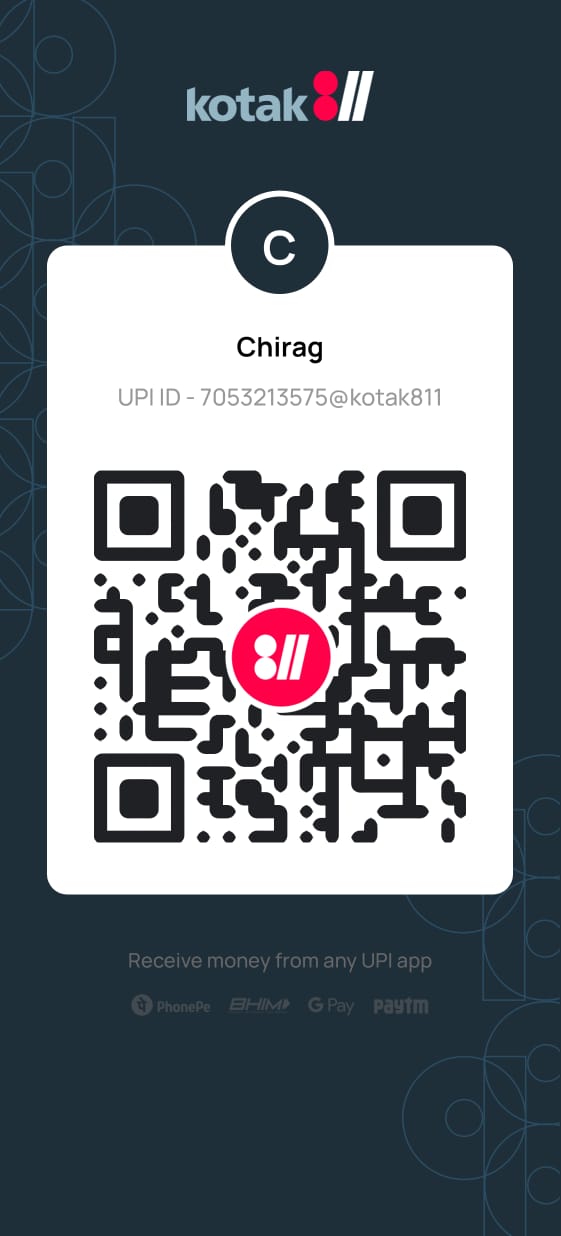 kotak811
C
Chirag
UPI ID - 7053213575@kotak811
811
Receive money from any UPI app
PhonePe BHIM G Pay paytm